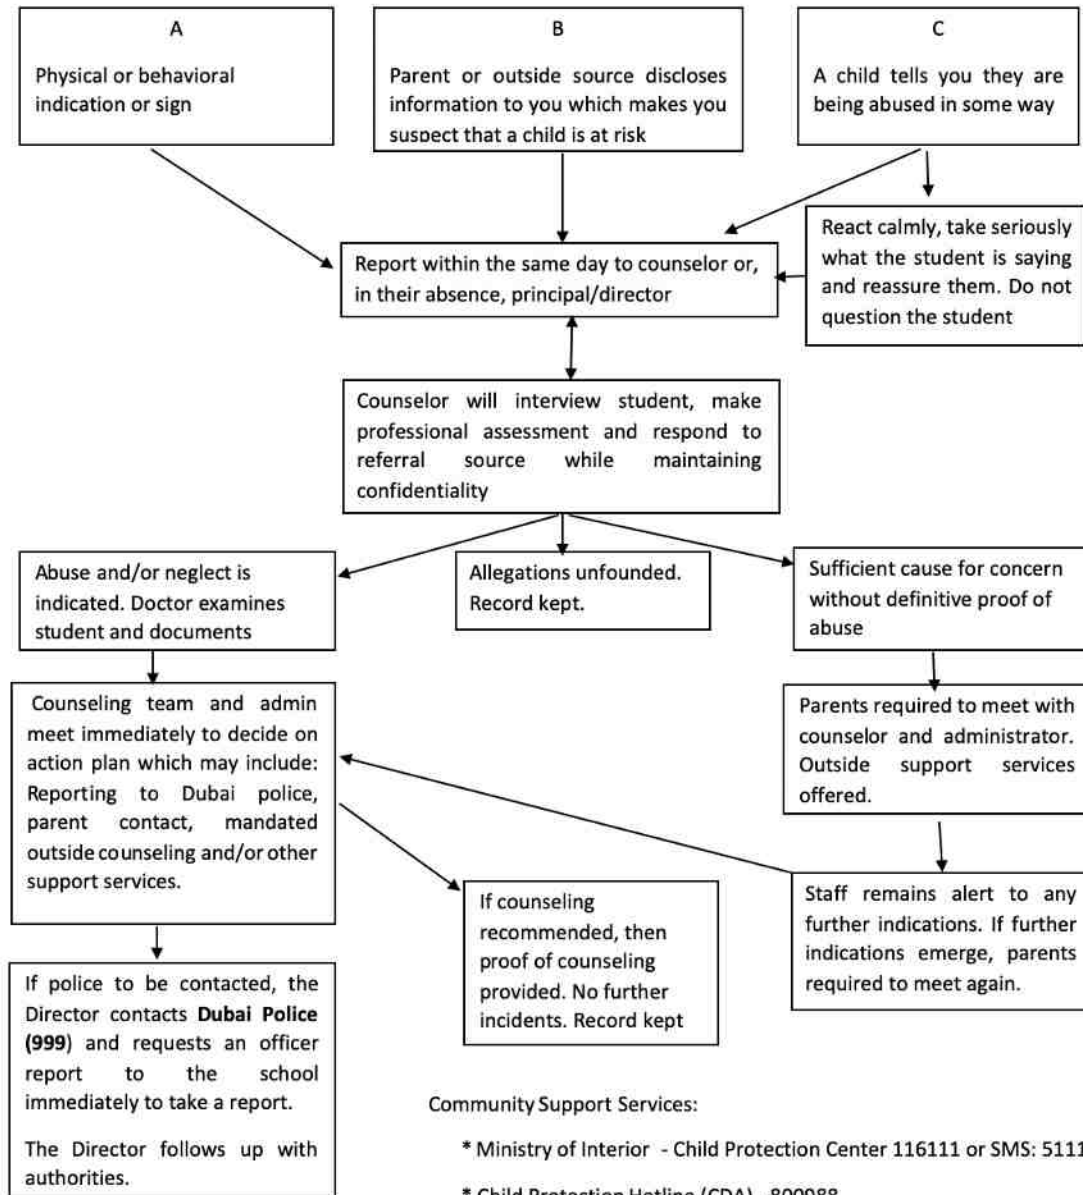 A
Physical or behavioral
indication or sign
B
Parent or outside source discloses
information to you which makes you
suspect that a child is at risk
C
A child tells you they are
being abused in some way
React calmly, take seriously
what the student is saying
and reassure them. Do not
question the student
Report within the same day to counselor or,
in their absence, principal/director
Counselor will interview student, make
professional assessment and respond to
referral source while maintaining
confidentiality
Abuse and/or neglect is
indicated. Doctor examines
student and documents
Allegations unfounded.
Record kept.
Sufficient cause for concern
without definitive proof of
abuse
Counseling team and admin
meet immediately to decide on
action plan which may include:
Reporting to Dubai police,
parent contact, mandated
outside counseling and/or other
support services.
Parents required to meet with
counselor and administrator.
Outside support services
offered.
If counseling
recommended, then
proof of counseling
provided. No further
incidents. Record kept
Staff remains alert to any
further indications. If further
indications emerge, parents
required to meet again.
If police to be contacted, the
Director contacts Dubai Police
(999) and requests an officer
report to the school
immediately to take a report.
The Director follows up with
authorities.
Community Support Services:
* Ministry of Interior - Child Protection Center 116111 or SMS: 5111
* Child Protection Hotline (CDA) - 800988